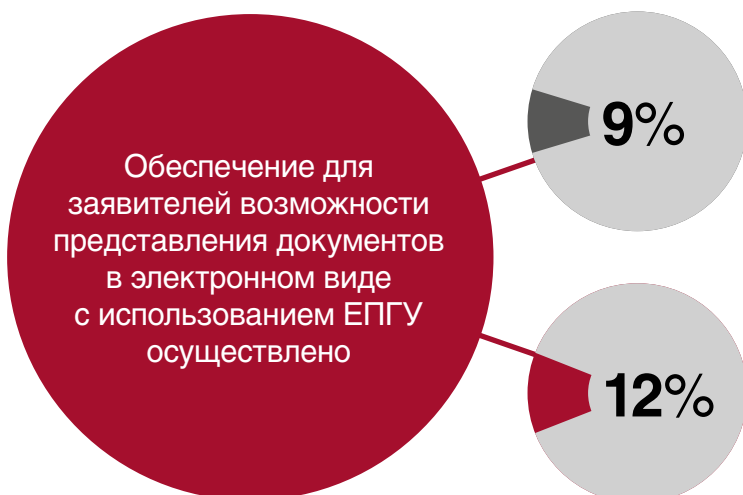 Обеспечение для
заявителей возможности
представления документов
в электронном виде
с использованием ЕПГУ
осуществлено
9%
12%